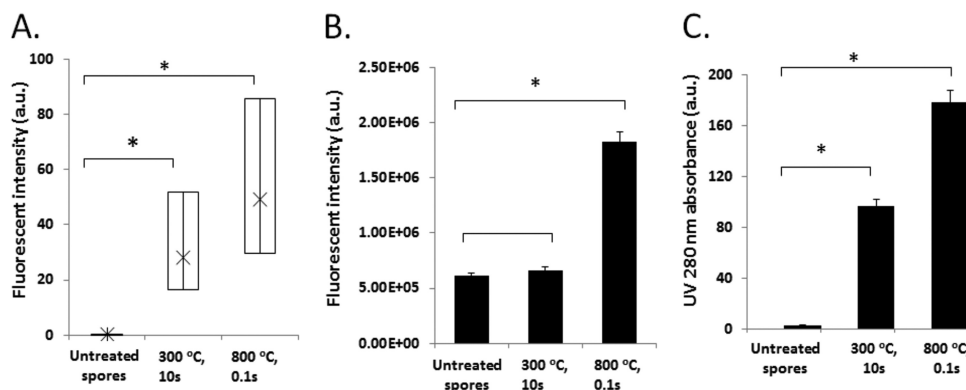 A.
Fluorescent intensity (a.u.)
100
80
60
40
20
0
*
*
Untreated spores
300 °C, 10s
800 °C, 0.1s
B.
Fluorescent intensity (a.u.)
2.50E+06
2.00E+06
1.50E+06
1.00E+06
5.00E+05
0.00E+00
*
Untreated spores
300 °C, 10s
800 °C, 0.1s
C.
UV 280 nm absorbance (a.u.)
200
160
120
80
40
0
*
*
Untreated spores
300 °C, 10s
800 °C, 0.1s